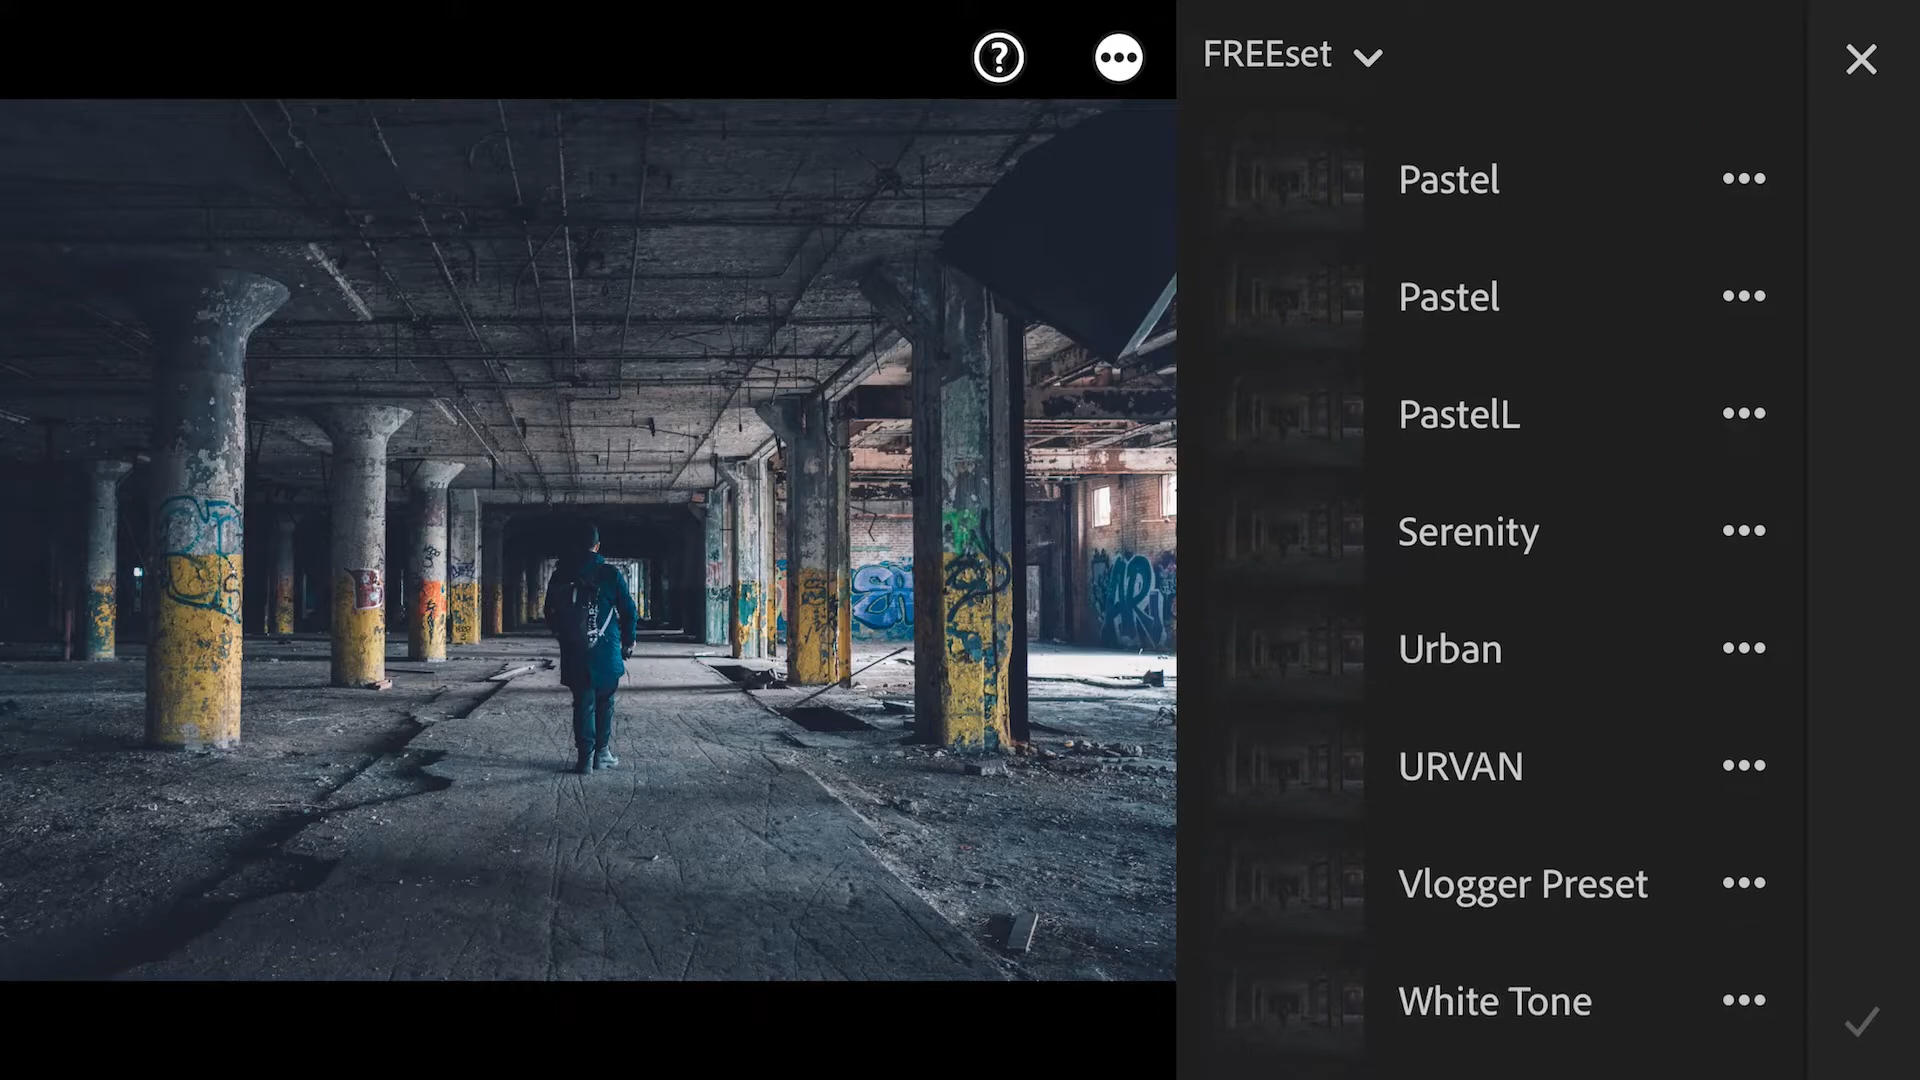 FREEset
Pastel
Pastel
PastelL
Serenity
Urban
URVAN
Vlogger Preset
White Tone